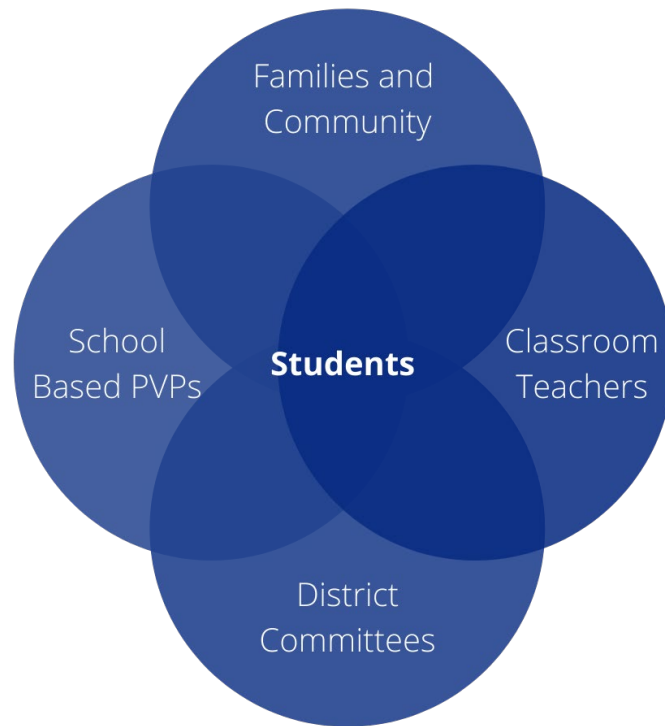 Families and
Community
School
Based PVPs
Students
Classroom
Teachers
District
Committees